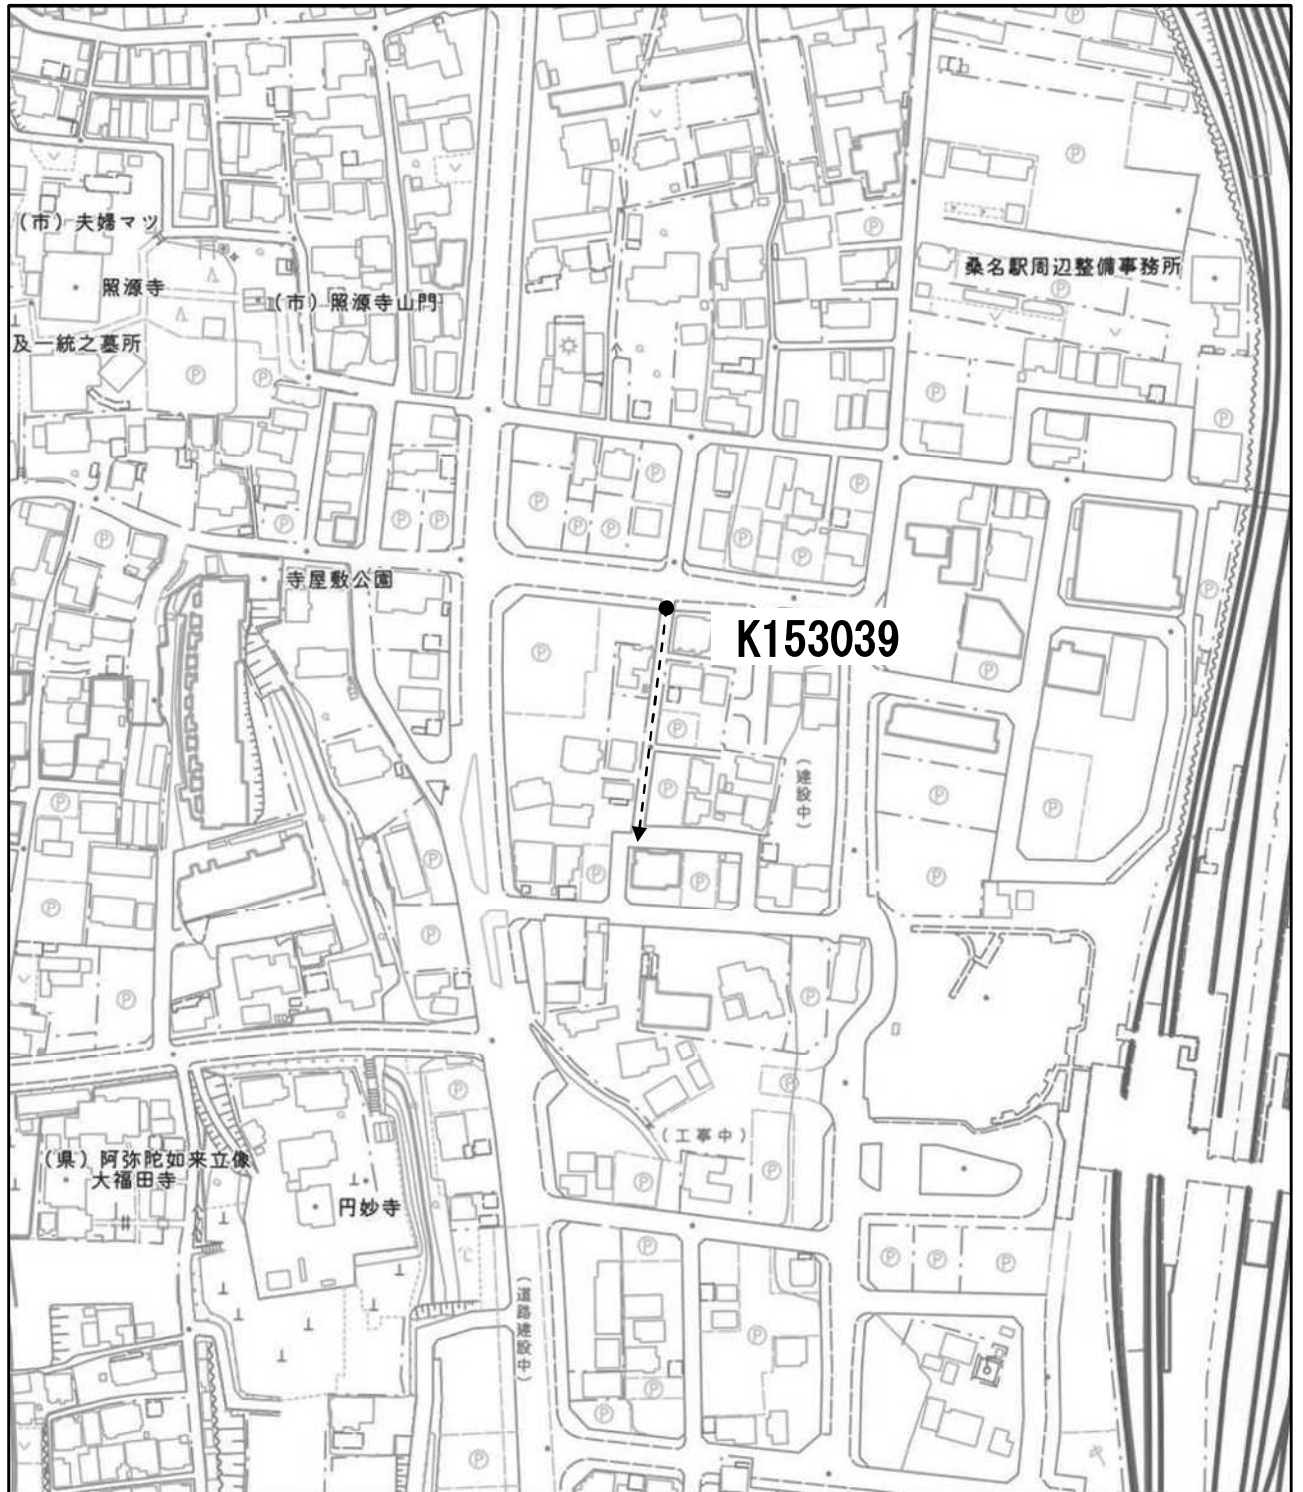 (市)夫婦マツ
照源寺
(市)照源寺山門
及一統之墓所
桑名駅周辺整備事務所
寺屋敷公園
K153039
(建設中)
(工事中)
(県)阿弥陀如来立像
大福田寺
円妙寺
(道路建設中)